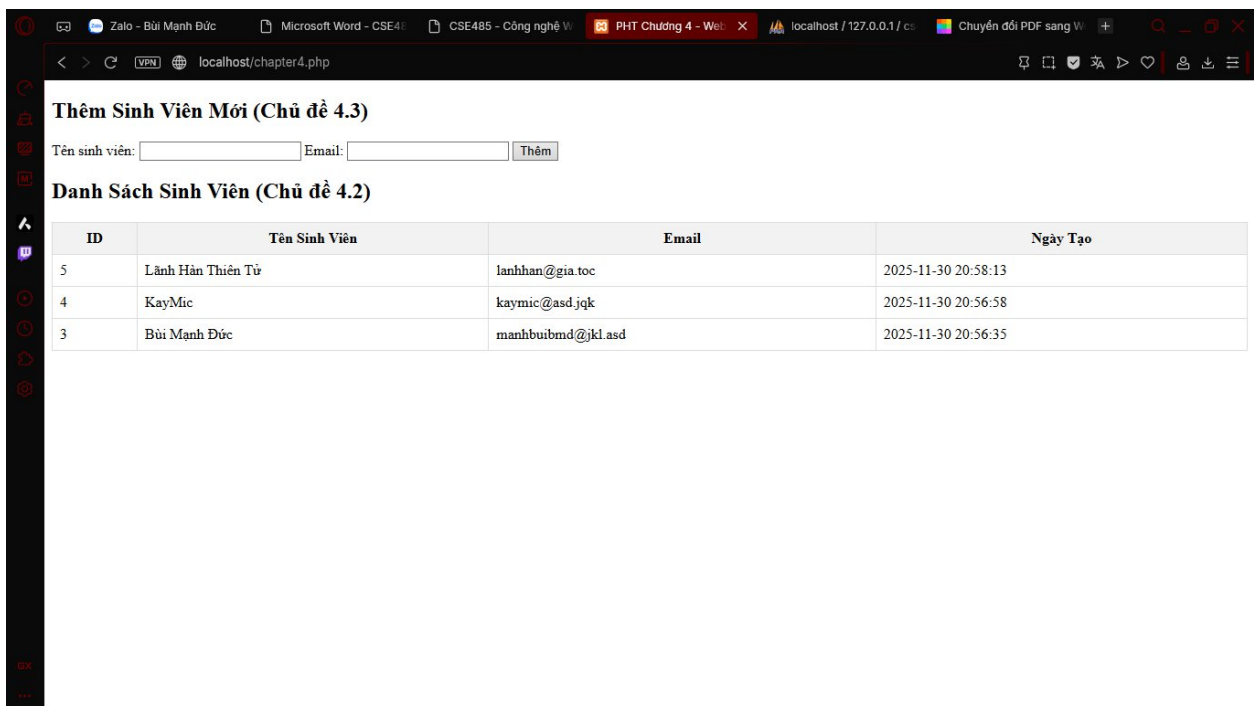 Zalo - Bùi Mạnh Đức Microsoft Word - CSE48 CSE485 - Công nghệ W PHT Chương 4 - Web localhost / 127.0.0.1 / cs Chuyển đổi PDF sang W
VPN localhost/chapter4.php
Thêm Sinh Viên Mới (Chủ đề 4.3)
Tên sinh viên: Email: Thêm
Danh Sách Sinh Viên (Chủ đề 4.2)
ID Tên Sinh Viên Email Ngày Tạo
5 Lãnh Hàn Thiên Tử lanhhan@gia.toc 2025-11-30 20:58:13
4 KayMic kaymic@asd.jqk 2025-11-30 20:56:58
3 Bùi Mạnh Đức manhbuibmd@jkl.asd 2025-11-30 20:56:35
GX